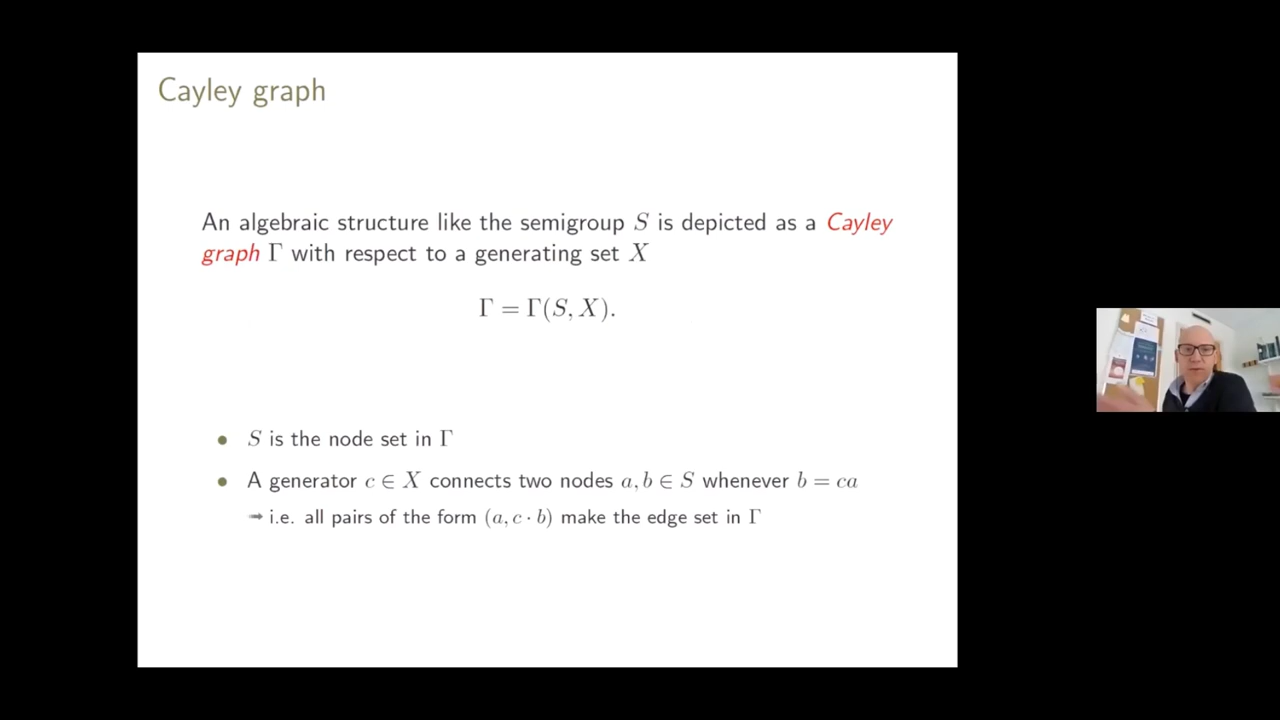 Cayley graph
An algebraic structure like the semigroup S is depicted as a Cayley
graph Γ with respect to a generating set X
Γ = Γ(S, X).
• S is the node set in Γ
• A generator c ∈ X connects two nodes a, b ∈ S whenever b = ca
➟ i.e. all pairs of the form (a, c · b) make the edge set in Γ